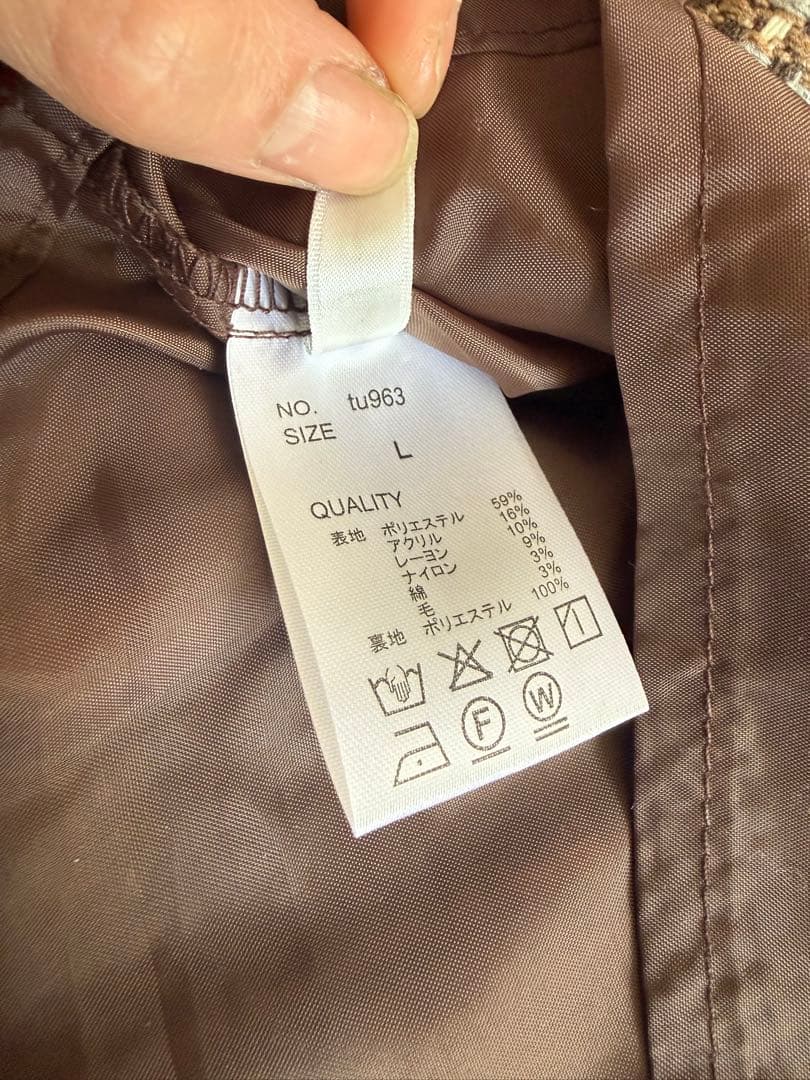 NO. tu963
SIZE L
QUALITY
表地 ポリエステル 59%
アクリル 16%
レーヨン 10%
ナイロン 9%
綿 3%
毛 3%
裏地 ポリエステル 100%
F W